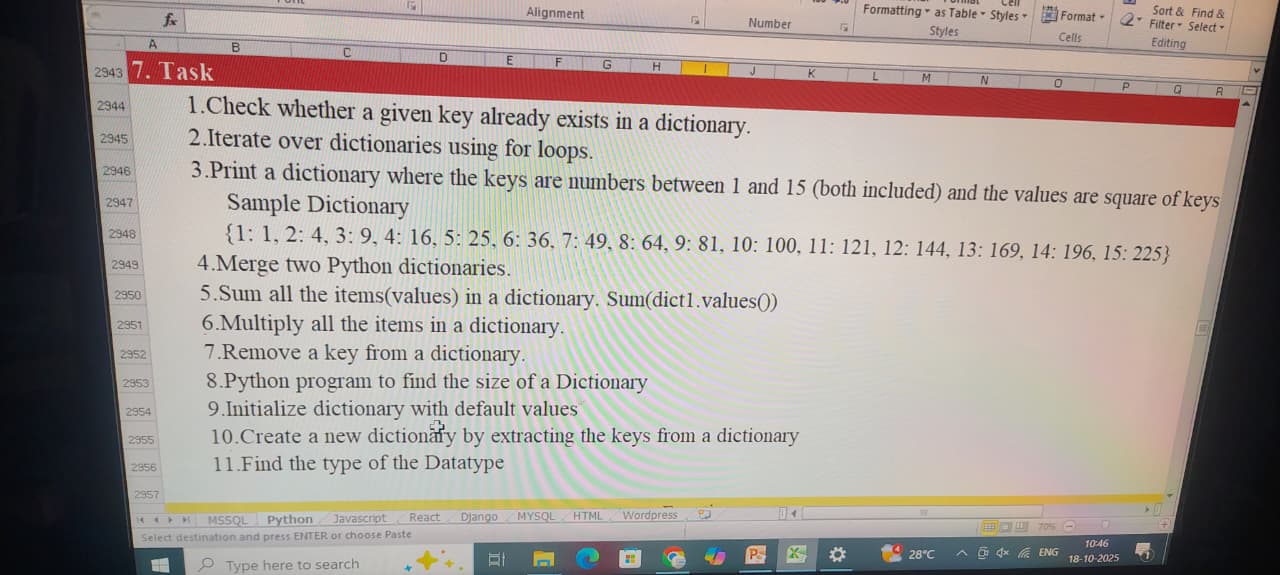 Alignment
Number
Formatting as Table Styles
Styles
Format
Cells
Sort & Find &
Filter Select
Editing
fx
A B C D E F G H I J K L M N O P Q R
2943 7. Task
2944 1.Check whether a given key already exists in a dictionary.
2945 2.Iterate over dictionaries using for loops.
2946 3.Print a dictionary where the keys are numbers between 1 and 15 (both included) and the values are square of keys
2947 Sample Dictionary
2948 {1: 1, 2: 4, 3: 9, 4: 16, 5: 25, 6: 36, 7: 49, 8: 64, 9: 81, 10: 100, 11: 121, 12: 144, 13: 169, 14: 196, 15: 225}
2949 4.Merge two Python dictionaries.
2950 5.Sum all the items(values) in a dictionary. Sum(dict1.values())
2951 6.Multiply all the items in a dictionary.
2952 7.Remove a key from a dictionary.
2953 8.Python program to find the size of a Dictionary
2954 9.Initialize dictionary with default values
2955 10.Create a new dictionary by extracting the keys from a dictionary
2956 11.Find the type of the Datatype
2957
MSSQL Python Javascript React Django MYSQL HTML Wordpress
Select destination and press ENTER or choose Paste
70%
Type here to search
28°C
ENG
10:46
18-10-2025